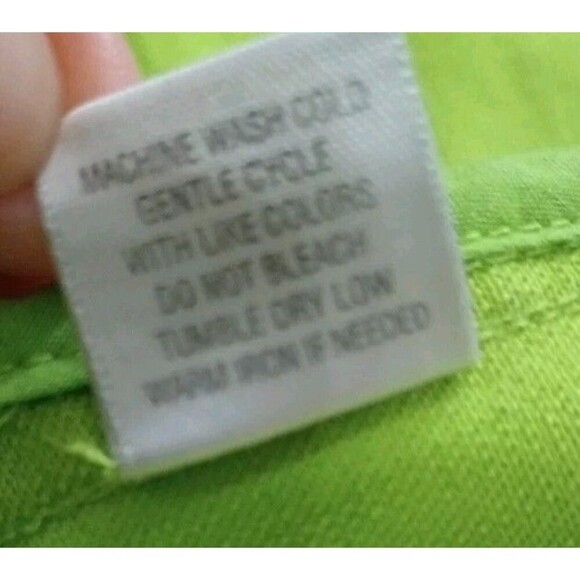 MACHINE WASH COLD
GENTLE CYCLE
WITH LIKE COLORS
DO NOT BLEACH
TUMBLE DRY LOW
WARM IRON IF NEEDED